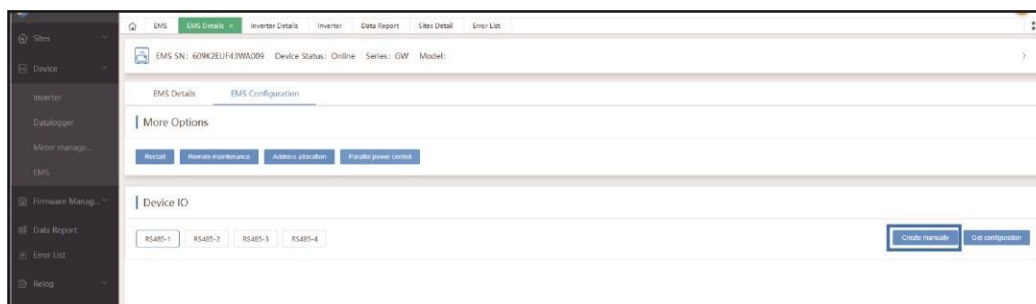 EMS EMS Details × Inverter Details Inverter Data Report Sites Detail Error List
Sites
EMS SN: 609K2EUF43WA009 Device Status: Online Series: GW Model:
Device
EMS Details EMS Configuration
Inverter
Datalogger
More Options
Meter manage...
Restart Remote maintenance Address allocation Parallel power control
EMS
Firmware Manag...
Device IO
Data Report
RS485-1 RS485-2 RS485-3 RS485-4 Create manually Get configuration
Error List
Relog